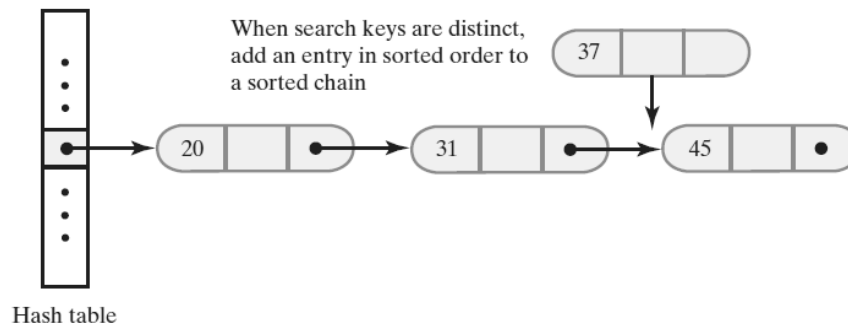 When search keys are distinct,
add an entry in sorted order to
a sorted chain
37
20
31
45
Hash table